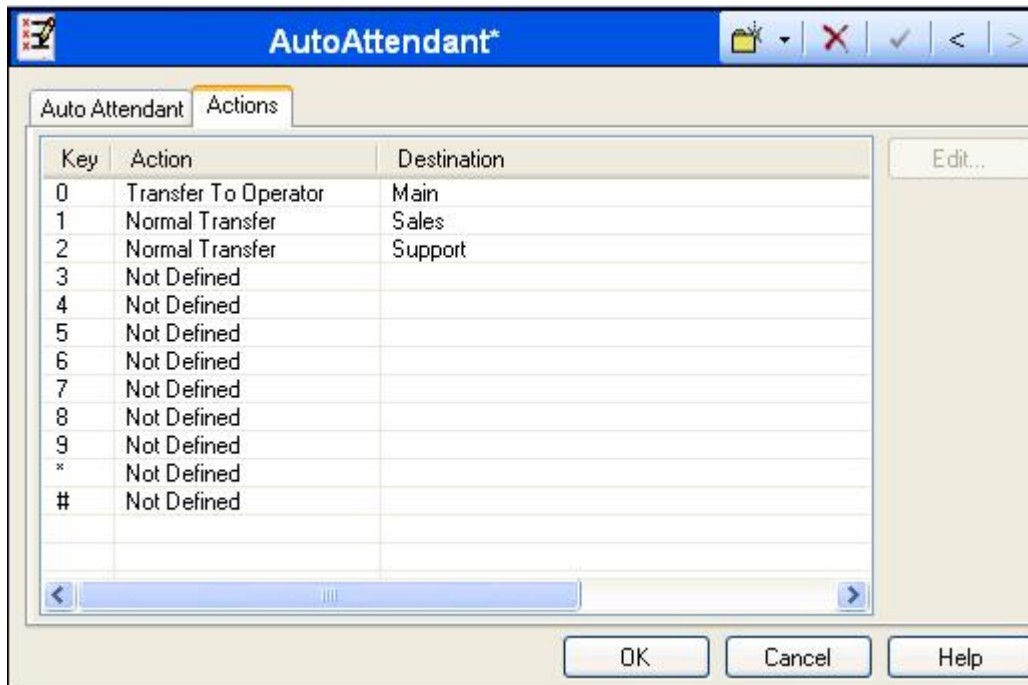 AutoAttendant*
Auto Attendant Actions
Key Action Destination
Edit...
0 Transfer To Operator Main
1 Normal Transfer Sales
2 Normal Transfer Support
3 Not Defined
4 Not Defined
5 Not Defined
6 Not Defined
7 Not Defined
8 Not Defined
9 Not Defined
* Not Defined
# Not Defined
OK Cancel Help